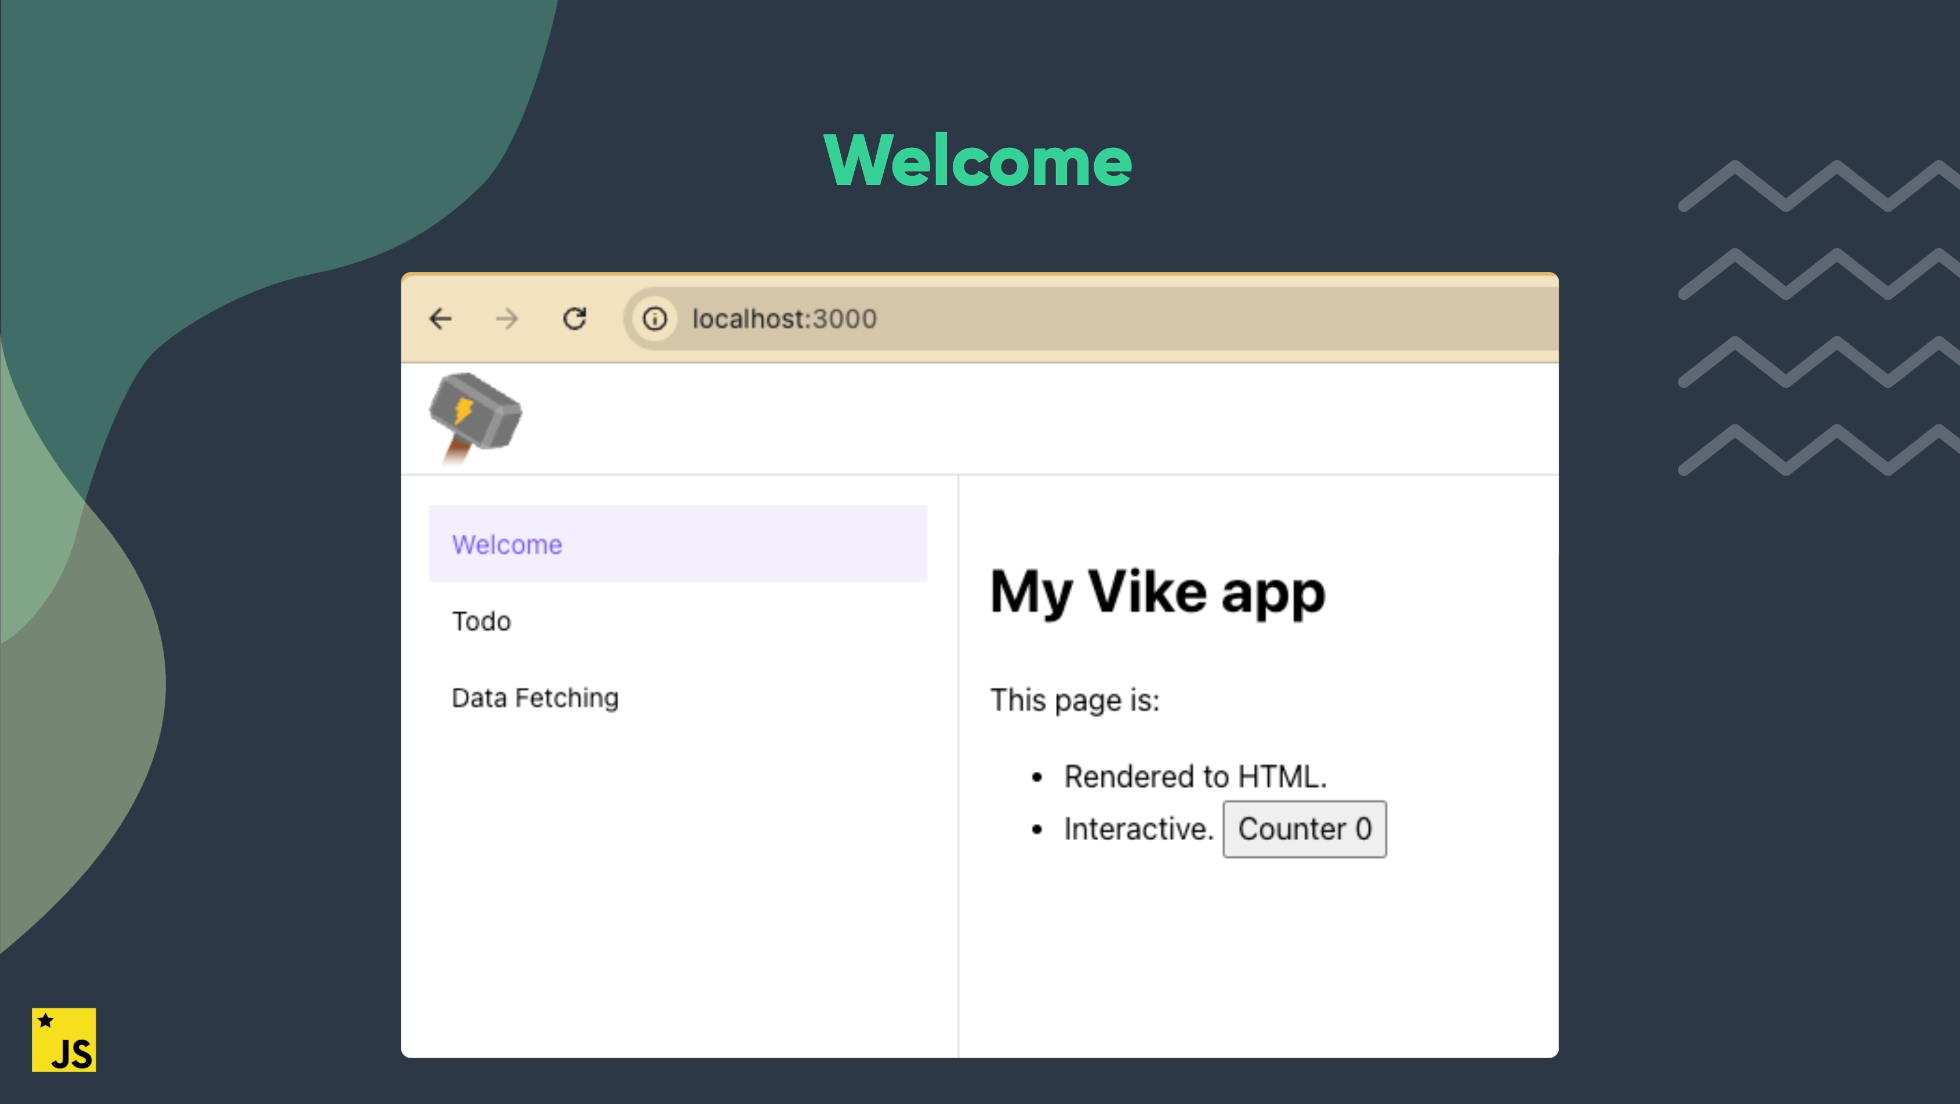 Welcome
localhost:3000
Welcome
Todo
Data Fetching
My Vike app
This page is:
• Rendered to HTML.
• Interactive. Counter 0
JS